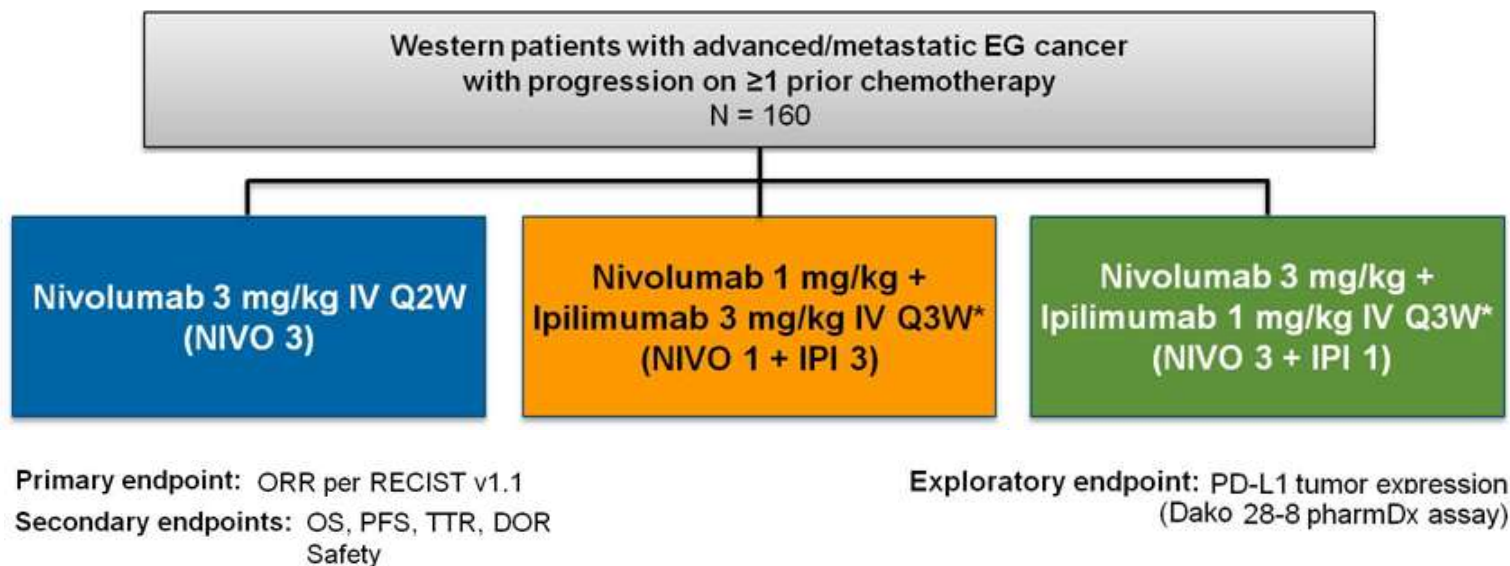 Western patients with advanced/metastatic EG cancer
with progression on ≥1 prior chemotherapy
N = 160
Nivolumab 3 mg/kg IV Q2W
(NIVO 3)
Nivolumab 1 mg/kg +
Ipilimumab 3 mg/kg IV Q3W*
(NIVO 1 + IPI 3)
Nivolumab 3 mg/kg +
Ipilimumab 1 mg/kg IV Q3W*
(NIVO 3 + IPI 1)
Primary endpoint: ORR per RECIST v1.1
Secondary endpoints: OS, PFS, TTR, DOR
Safety
Exploratory endpoint: PD-L1 tumor expression
(Dako 28-8 pharmDx assay)